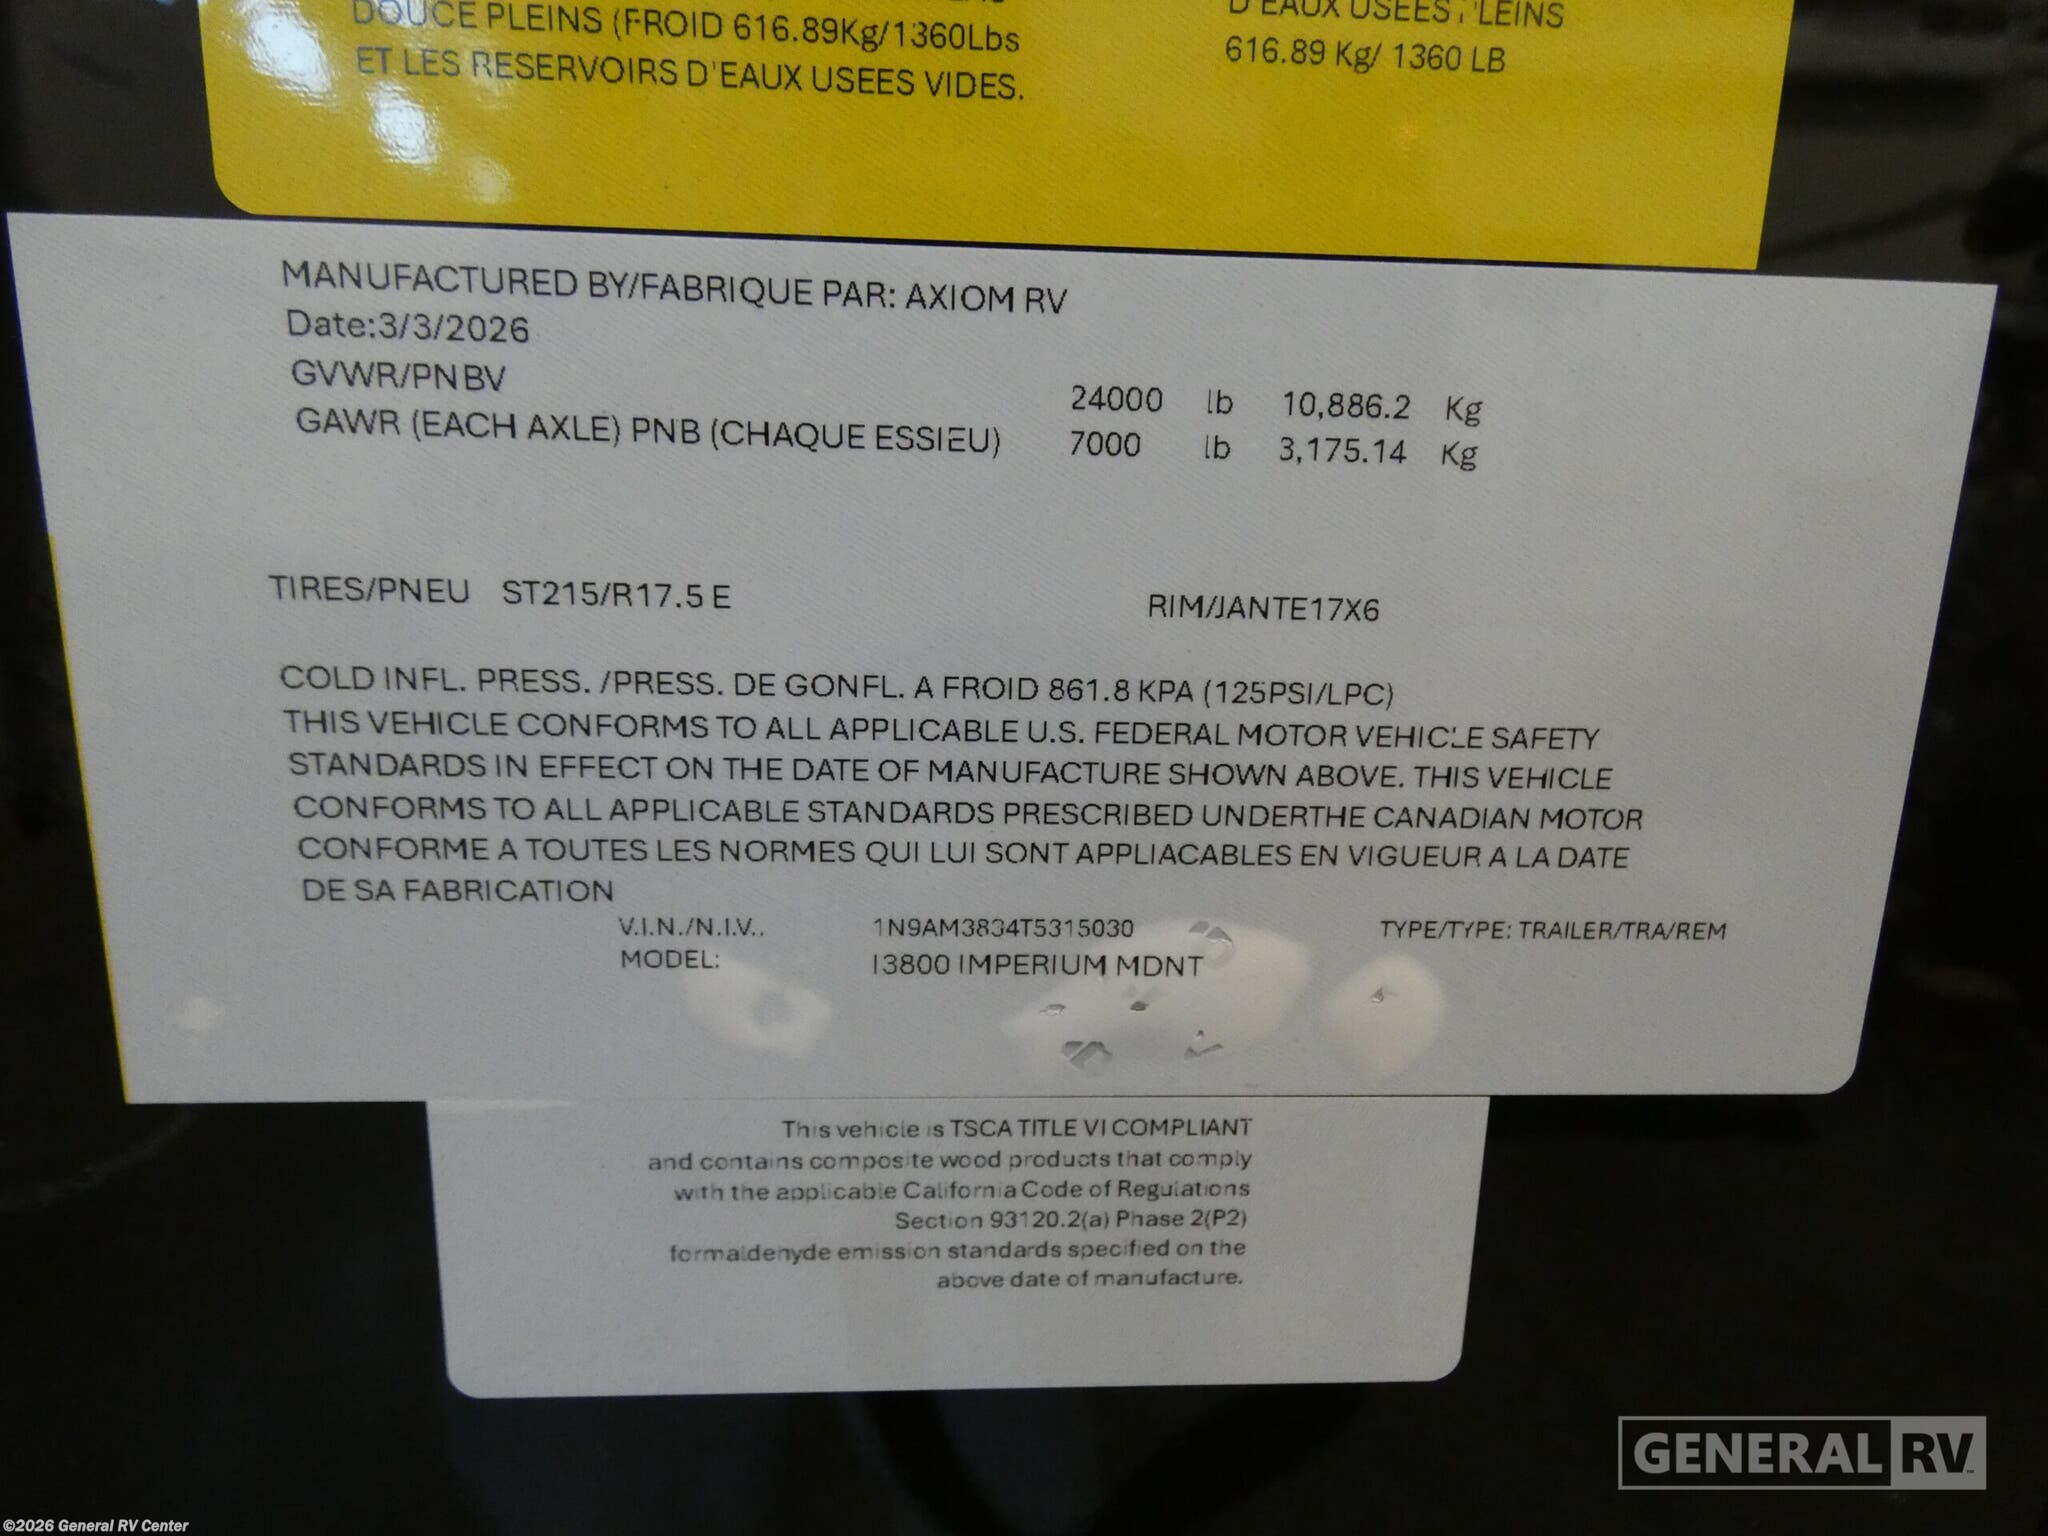 DOUCE PLEINS (FROID 616.89Kg/1360Lbs
ET LES RESERVOIRS D'EAUX USEES VIDES.
D'EAUX USEES PLEINS
616.89 Kg/ 1360 LB
MANUFACTURED BY/FABRIQUE PAR: AXIOM RV
Date:3/3/2026
GVWR/PNBV 24000 lb 10,886.2 Kg
GAWR (EACH AXLE) PNB (CHAQUE ESSIEU) 7000 lb 3,175.14 Kg
TIRES/PNEU ST215/R17.5 E RIM/JANTE17X6
COLD INFL. PRESS. /PRESS. DE GONFL. A FROID 861.8 KPA (125PSI/LPC)
THIS VEHICLE CONFORMS TO ALL APPLICABLE U.S. FEDERAL MOTOR VEHICLE SAFETY
STANDARDS IN EFFECT ON THE DATE OF MANUFACTURE SHOWN ABOVE. THIS VEHICLE
CONFORMS TO ALL APPLICABLE STANDARDS PRESCRIBED UNDERTHE CANADIAN MOTOR
CONFORME A TOUTES LES NORMES QUI LUI SONT APPLIACABLES EN VIGUEUR A LA DATE
DE SA FABRICATION
V.I.N./N.I.V.. 1N9AM3834T5315030 TYPE/TYPE: TRAILER/TRA/REM
MODEL: I3800 IMPERIUM MDNT
This vehicle is TSCA TITLE VI COMPLIANT
and contains composite wood products that comply
with the applicable California Code of Regulations
Section 93120.2(a) Phase 2(P2)
formaldehyde emission standards specified on the
above date of manufacture.
GENERAL RV
©2026 General RV Center